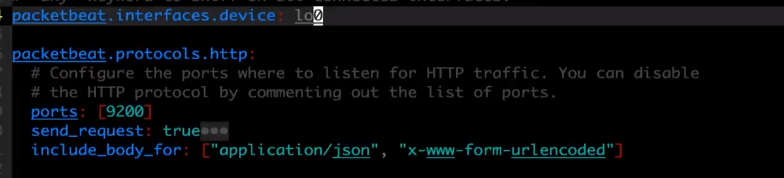 packetbeat.interfaces.device: lo0
packetbeat.protocols.http:
# Configure the ports where to listen for HTTP traffic. You can disable
# the HTTP protocol by commenting out the list of ports.
ports: [9200]
send_request: true
include_body_for: ["application/json", "x-www-form-urlencoded"]